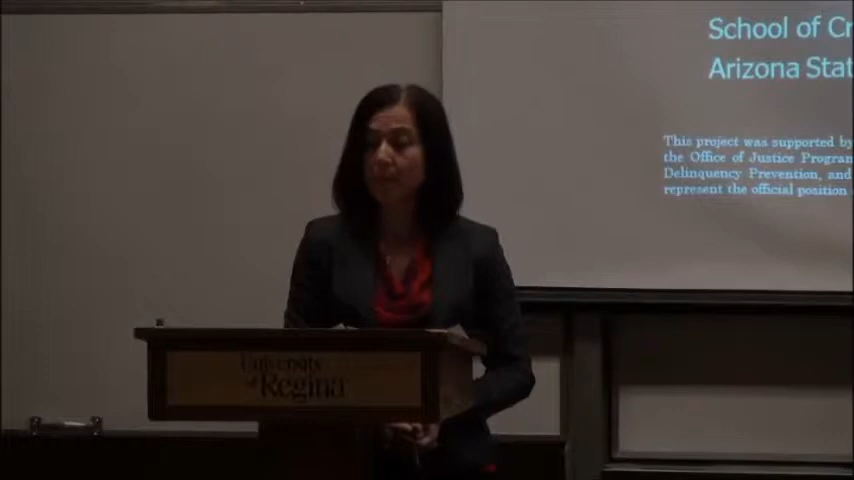 School of Cr
Arizona Stat
This project was supported by
the Office of Justice Program
Delinquency Prevention, and
represent the official position
University
of Regina